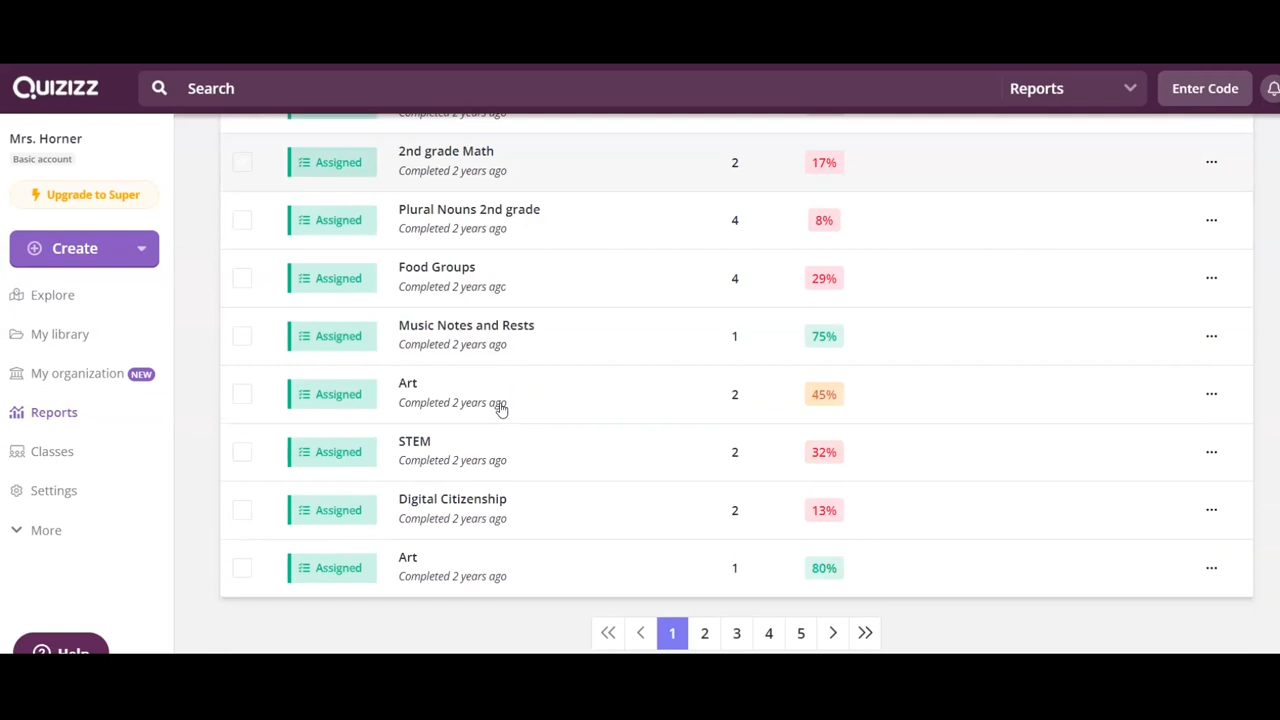 QUIZIZZ
Search
Reports
Enter Code
Mrs. Horner
Basic account
Upgrade to Super
Create
Explore
My library
My organization NEW
Reports
Classes
Settings
More
Help
Completed 2 years ago
Assigned 2nd grade Math 2 17% ...
Completed 2 years ago
Assigned Plural Nouns 2nd grade 4 8% ...
Completed 2 years ago
Assigned Food Groups 4 29% ...
Completed 2 years ago
Assigned Music Notes and Rests 1 75% ...
Completed 2 years ago
Assigned Art 2 45% ...
Completed 2 years ago
Assigned STEM 2 32% ...
Completed 2 years ago
Assigned Digital Citizenship 2 13% ...
Completed 2 years ago
Assigned Art 1 80% ...
Completed 2 years ago
<< < 1 2 3 4 5 > >>